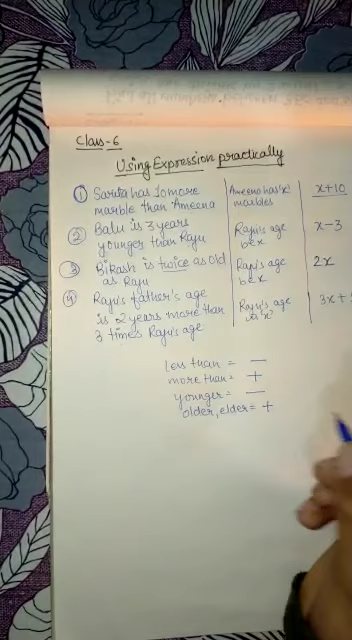 Class-6
Using Expression practically
① Sarita has 10 more marble than Ameena
Ameena has 'x' marbles
x+10
② Balu is 3 years younger than Raju
Raju's age be x
x-3
③ Bikash is twice as old as Raju
Raju's age be x
2x
④ Raju's father's age is 2 years more than 3 times Raju's age
Raju's age
'x'
3x+
less than = −
more than = +
younger = −
older, elder = +